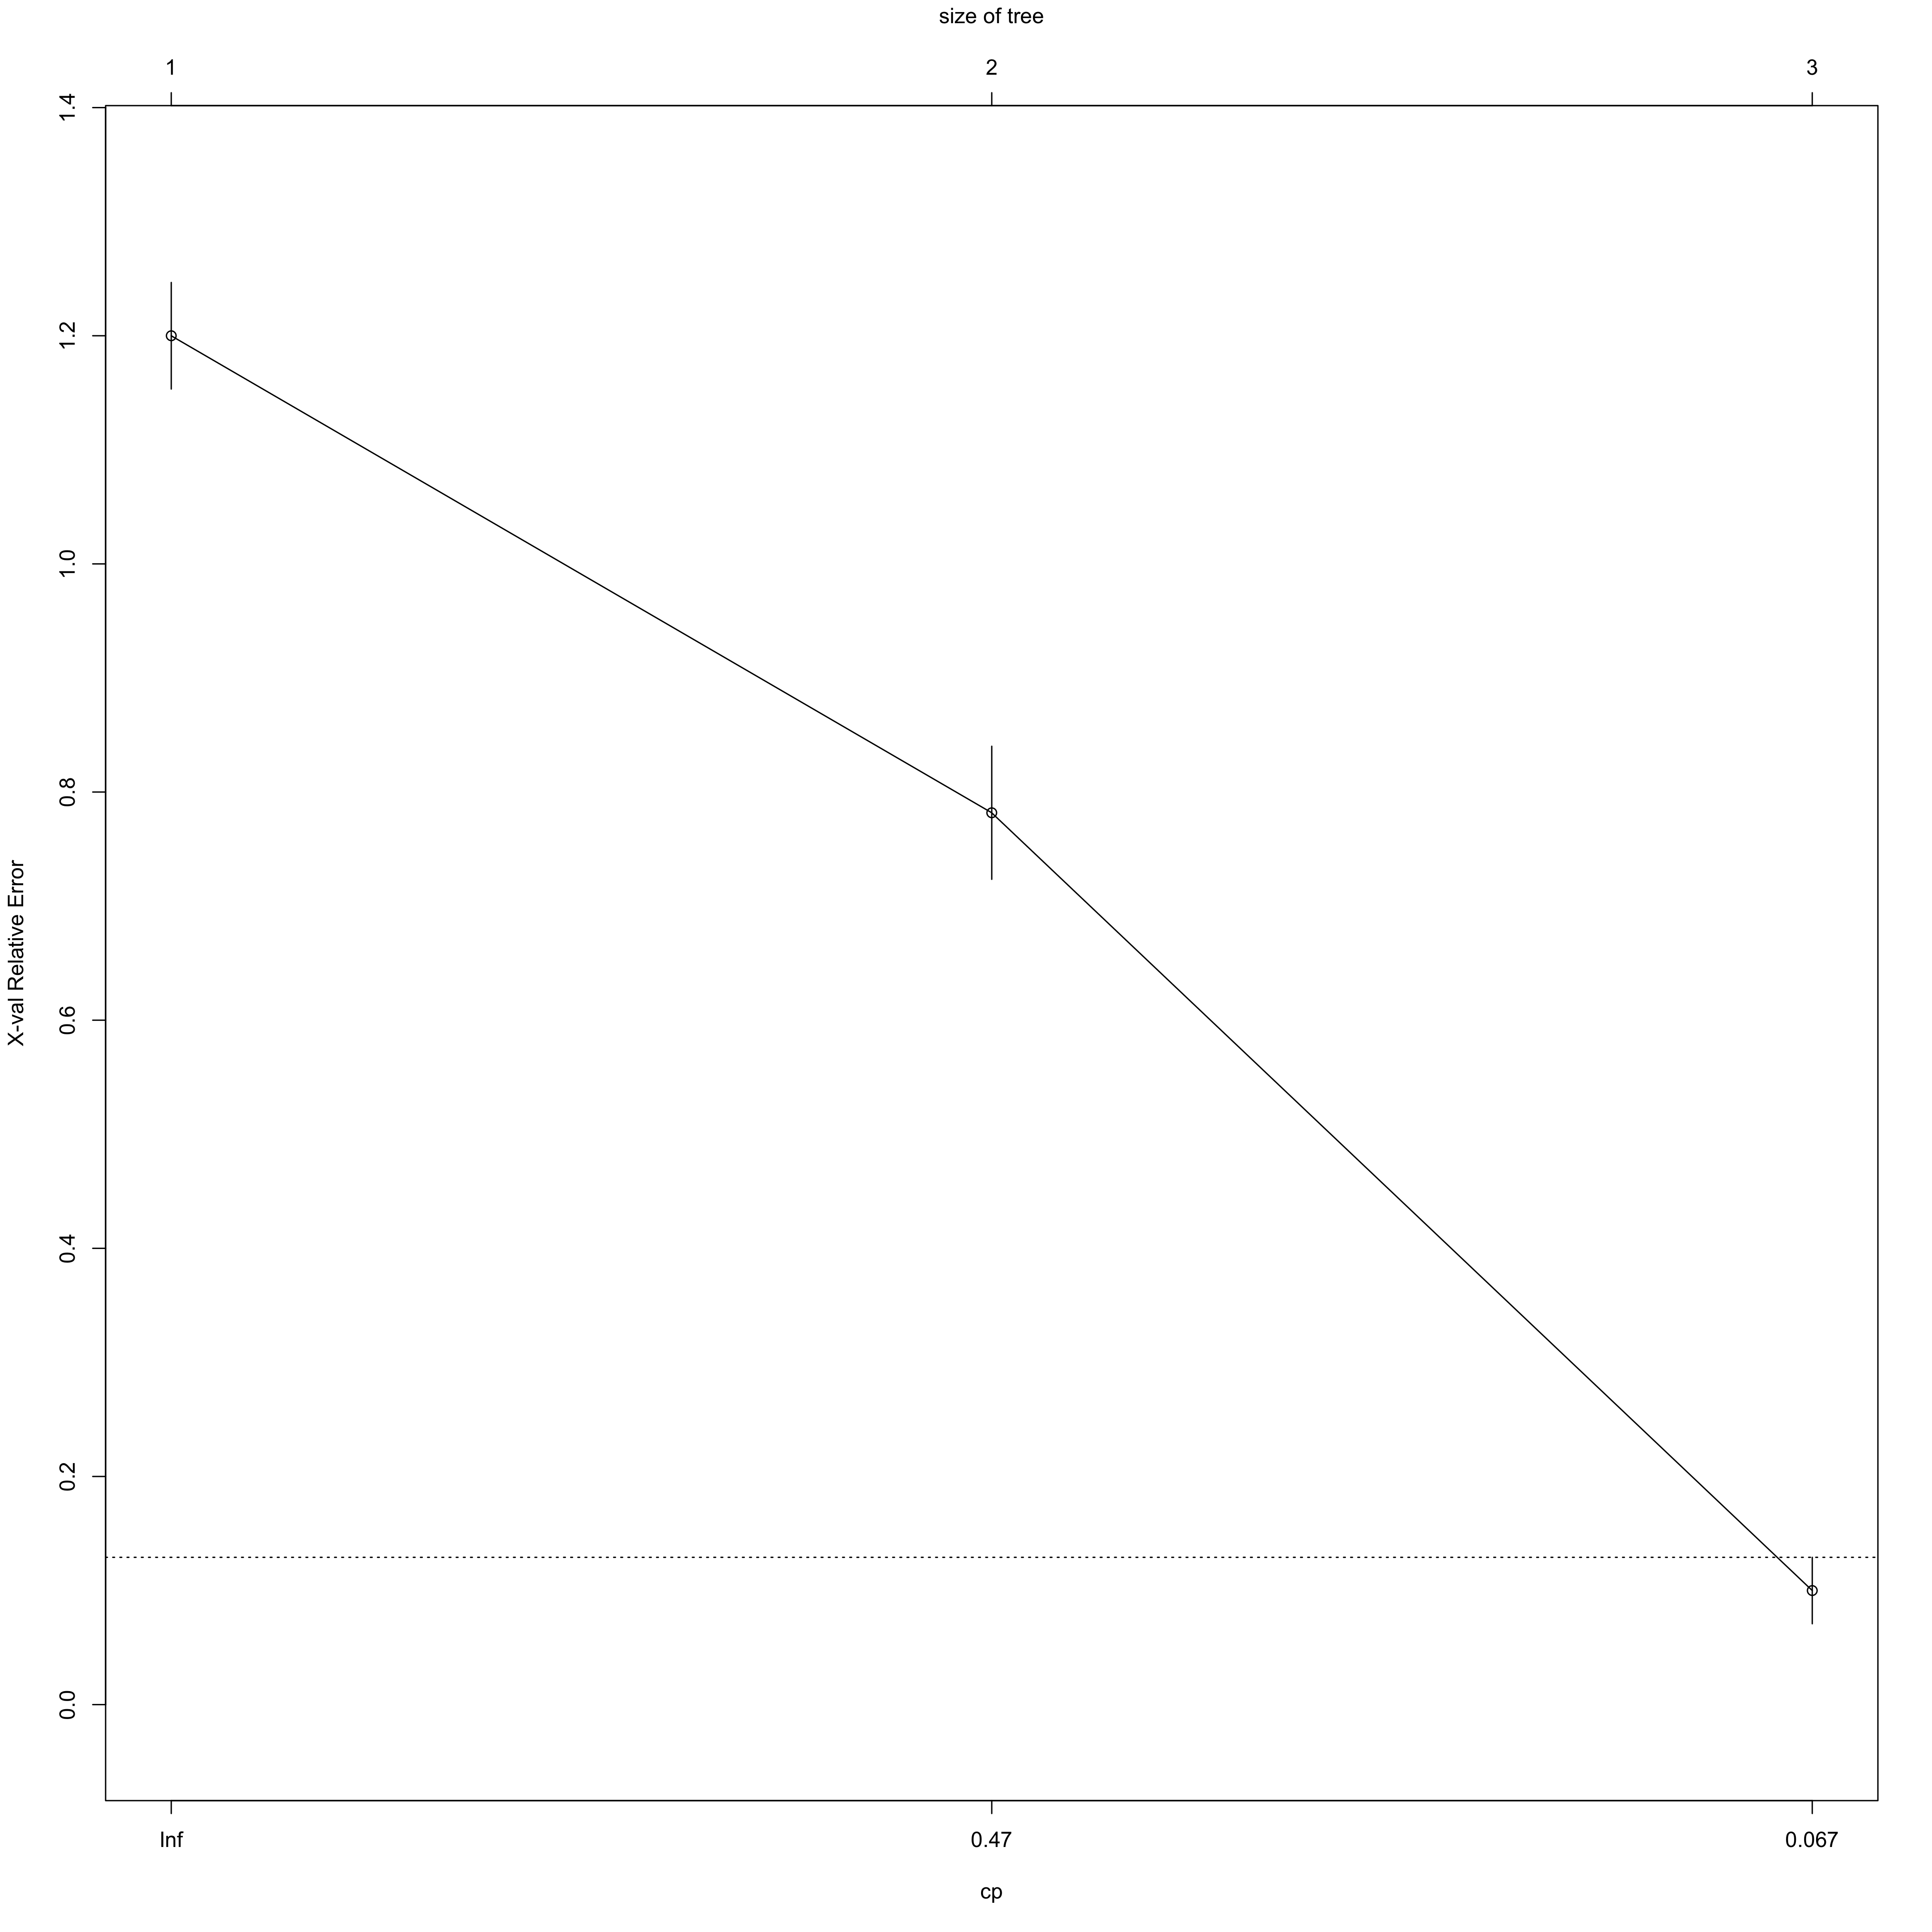 size of tree
1 2 3
X-val Relative Error
1.4
1.2
1.0
0.8
0.6
0.4
0.2
0.0
Inf 0.47 0.067
cp